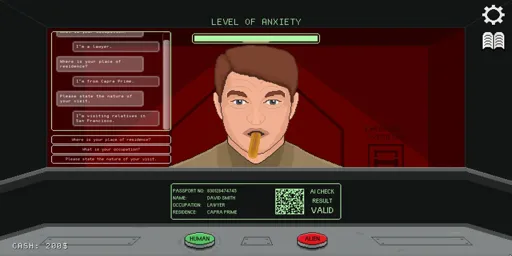 LEVEL OF ANXIETY
I'm a lawyer.
Where is your place of
residence?
I'm from Capra Prime.
Please state the nature of
your visit.
I'm visiting relatives in
San Francisco.
Where is your place of residence?
What is your occupation?
Please state the nature of your visit.
PASSPORT NO:
NAME: DAVID SMITH
OCCUPATION: LAWYER
RESIDENCE: CAPRA PRIME
AI CHECK
RESULT
VALID
CASH: 200$
HUMAN
ALIEN